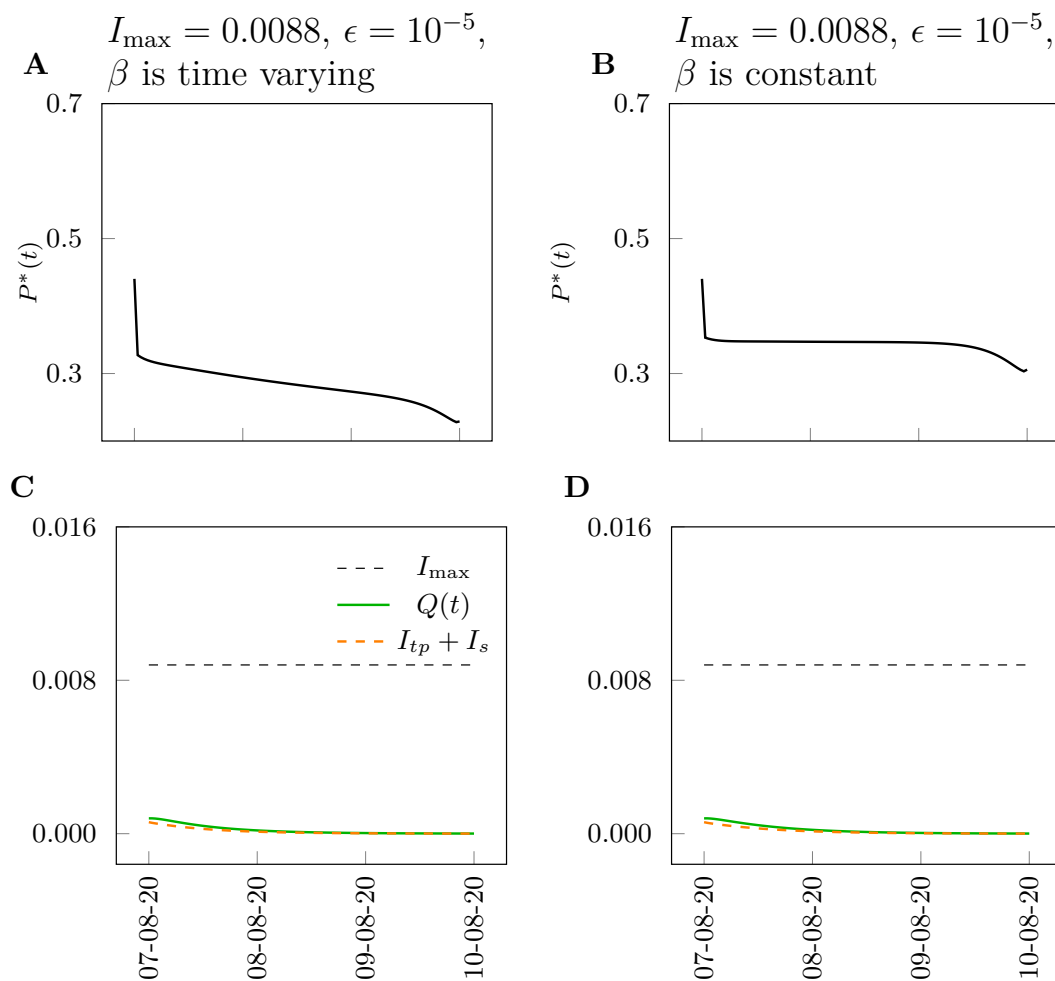 I_max = 0.0088, ϵ = 10^−5,
β is time varying
A
0.7
0.5
0.3
P*(t)
I_max = 0.0088, ϵ = 10^−5,
β is constant
B
0.7
0.5
0.3
P*(t)
C
0.016
0.008
0.000
I_max
Q(t)
I_tp + I_s
07-08-20
08-08-20
09-08-20
10-08-20
D
0.016
0.008
0.000
07-08-20
08-08-20
09-08-20
10-08-20